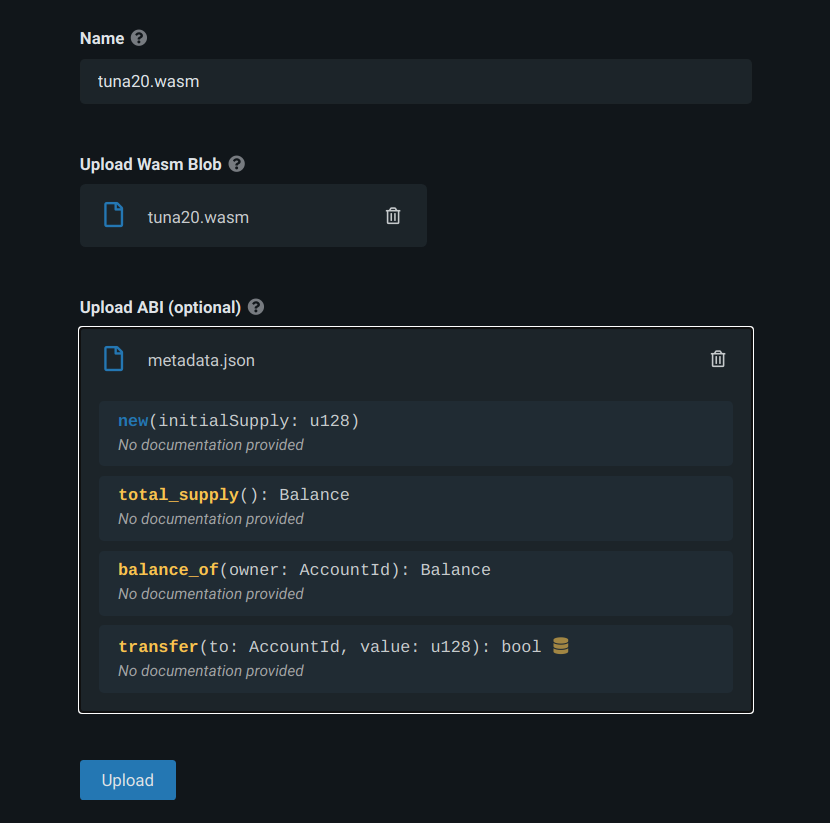 Name
tuna20.wasm
Upload Wasm Blob
tuna20.wasm
Upload ABI (optional)
metadata.json
new(initialSupply: u128)
No documentation provided
total_supply(): Balance
No documentation provided
balance_of(owner: AccountId): Balance
No documentation provided
transfer(to: AccountId, value: u128): bool
No documentation provided
Upload